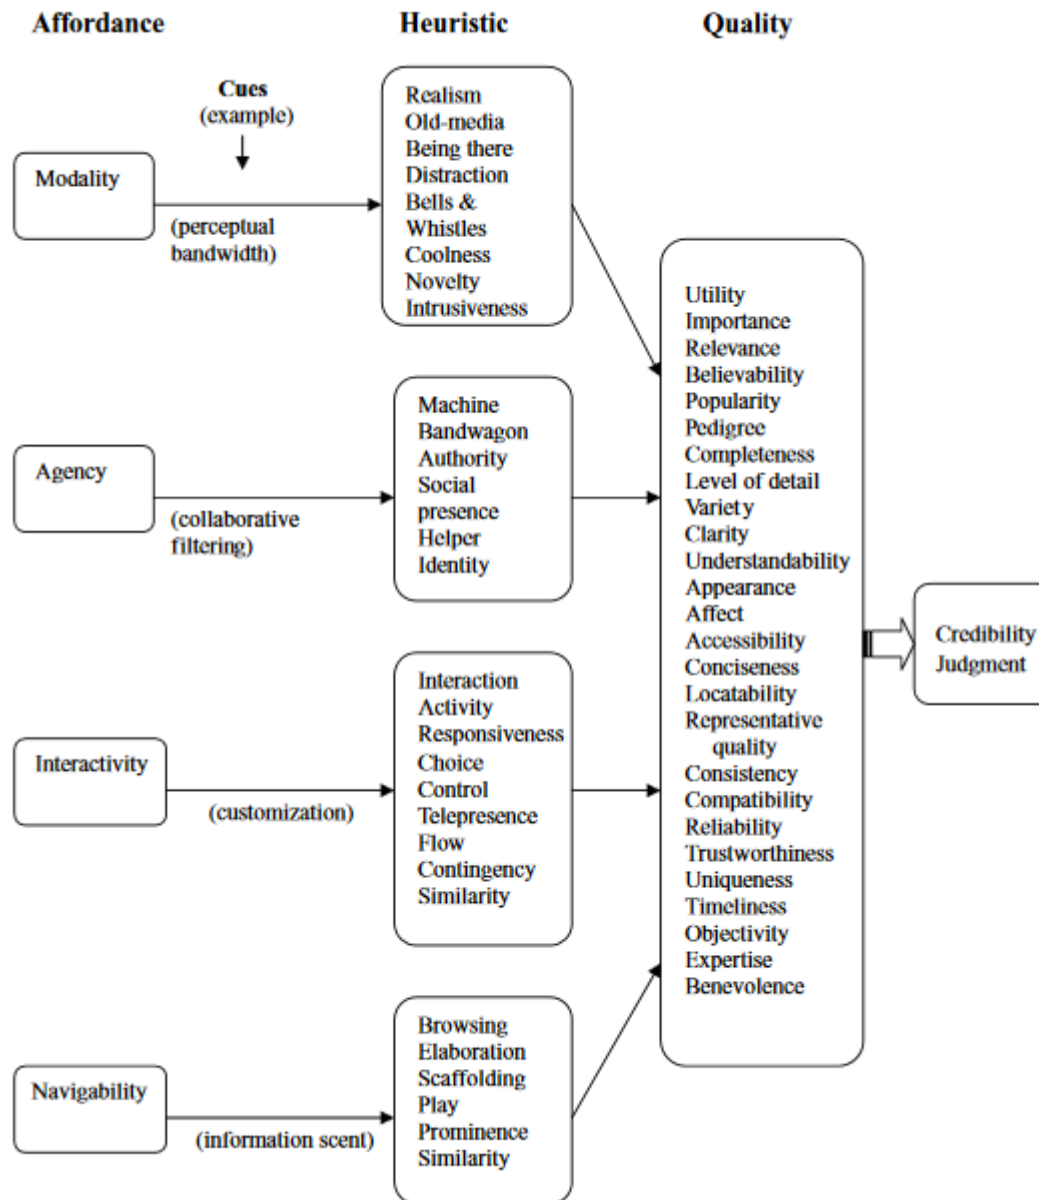 Affordance
Heuristic
Quality
Cues
(example)
Modality
(perceptual
bandwidth)
Realism
Old-media
Being there
Distraction
Bells &
Whistles
Coolness
Novelty
Intrusiveness
Agency
(collaborative
filtering)
Machine
Bandwagon
Authority
Social
presence
Helper
Identity
Interactivity
(customization)
Interaction
Activity
Responsiveness
Choice
Control
Telepresence
Flow
Contingency
Similarity
Navigability
(information scent)
Browsing
Elaboration
Scaffolding
Play
Prominence
Similarity
Utility
Importance
Relevance
Believability
Popularity
Pedigree
Completeness
Level of detail
Variety
Clarity
Understandability
Appearance
Affect
Accessibility
Conciseness
Locatability
Representative
quality
Consistency
Compatibility
Reliability
Trustworthiness
Uniqueness
Timeliness
Objectivity
Expertise
Benevolence
Credibility
Judgment